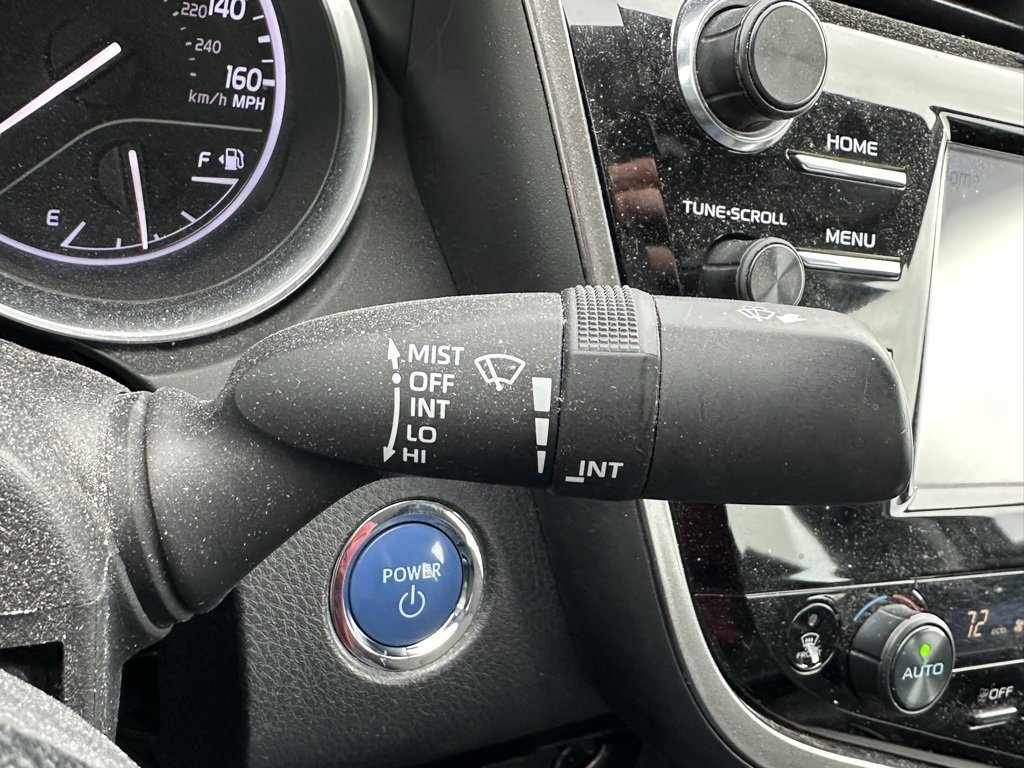 220
140
240
160
km/h MPH
F
E
HOME
TUNE•SCROLL
MENU
MIST
OFF
INT
LO
HI
INT
POWER
72
AUTO
OFF